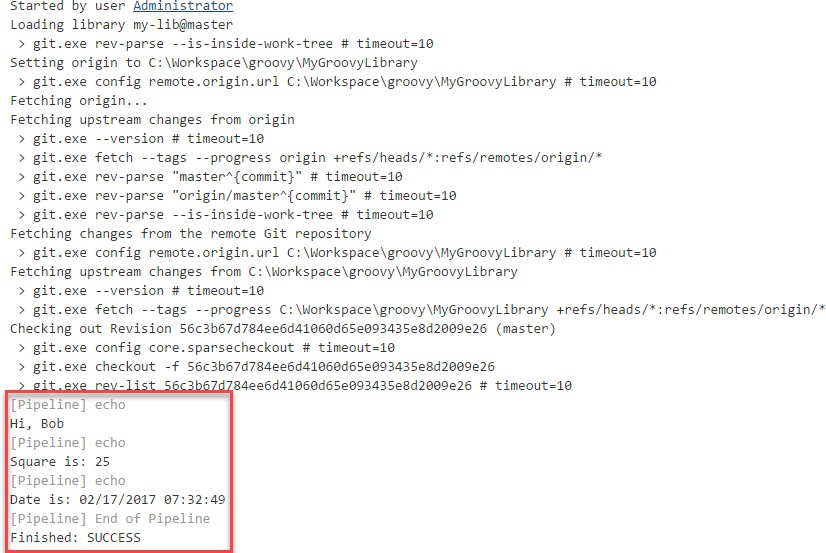 Started by user Administrator
Loading library my-lib@master
> git.exe rev-parse --is-inside-work-tree # timeout=10
Setting origin to C:\Workspace\groovy\MyGroovyLibrary
> git.exe config remote.origin.url C:\Workspace\groovy\MyGroovyLibrary # timeout=10
Fetching origin...
Fetching upstream changes from origin
> git.exe --version # timeout=10
> git.exe fetch --tags --progress origin +refs/heads/*:refs/remotes/origin/*
> git.exe rev-parse "master^{commit}" # timeout=10
> git.exe rev-parse "origin/master^{commit}" # timeout=10
> git.exe rev-parse --is-inside-work-tree # timeout=10
Fetching changes from the remote Git repository
> git.exe config remote.origin.url C:\Workspace\groovy\MyGroovyLibrary # timeout=10
Fetching upstream changes from C:\Workspace\groovy\MyGroovyLibrary
> git.exe --version # timeout=10
> git.exe fetch --tags --progress C:\Workspace\groovy\MyGroovyLibrary +refs/heads/*:refs/remotes/origin/*
Checking out Revision 56c3b67d784ee6d41060d65e093435e8d2009e26 (master)
> git.exe config core.sparsecheckout # timeout=10
> git.exe checkout -f 56c3b67d784ee6d41060d65e093435e8d2009e26
> git.exe rev-list 56c3b67d784ee6d41060d65e093435e8d2009e26 # timeout=10
[Pipeline] echo
Hi, Bob
[Pipeline] echo
Square is: 25
[Pipeline] echo
Date is: 02/17/2017 07:32:49
[Pipeline] End of Pipeline
Finished: SUCCESS